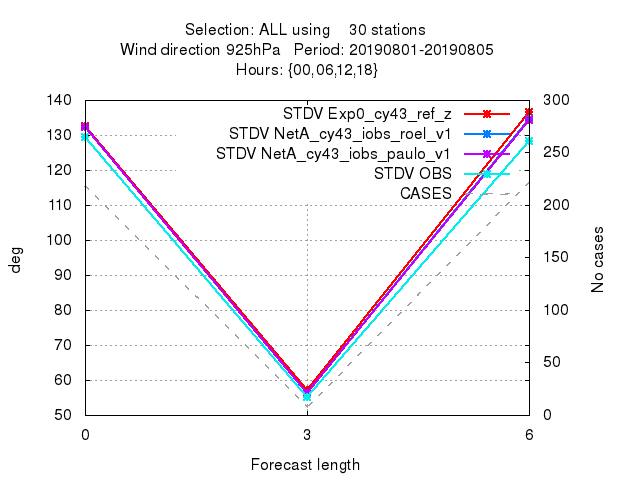 Selection: ALL using 30 stations
Wind direction 925hPa Period: 20190801-20190805
Hours: {00,06,12,18}
STDV Exp0_cy43_ref_z
STDV NetA_cy43_iobs_roel_v1
STDV NetA_cy43_iobs_paulo_v1
STDV OBS
CASES
140
130
120
110
100
90
80
70
60
50
deg
300
250
200
150
100
50
0
No cases
0 3 6
Forecast length